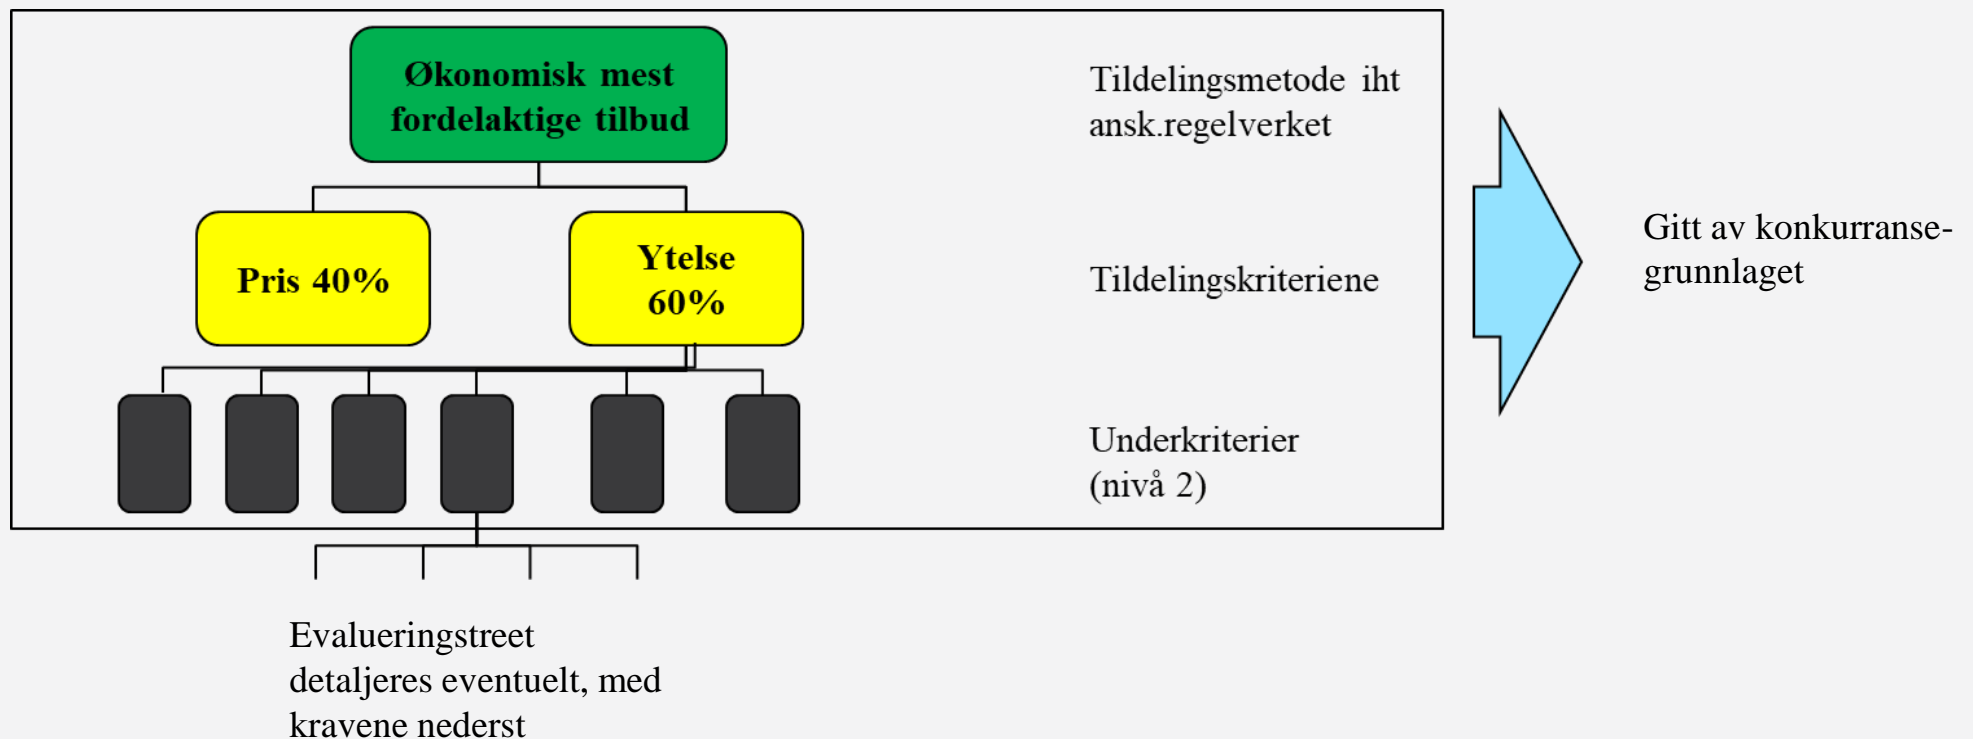 Økonomisk mest
fordelaktige tilbud
Tildelingsmetode iht
ansk.regelverket
Pris 40%
Ytelse
60%
Tildelingskriteriene
Gitt av konkurranse-
grunnlaget
Underkriterier
(nivå 2)
Evalueringstreet
detaljeres eventuelt, med
kravene nederst